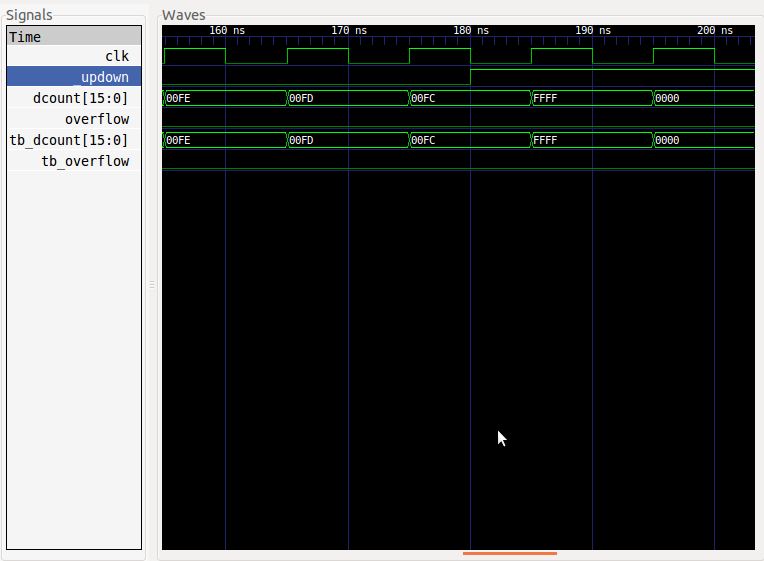 Signals Waves
Time 160 ns 170 ns 180 ns 190 ns 200 ns
clk
_updown
dcount[15:0] 00FE 00FD 00FC FFFF 0000
overflow
tb_dcount[15:0] 00FE 00FD 00FC FFFF 0000
tb_overflow